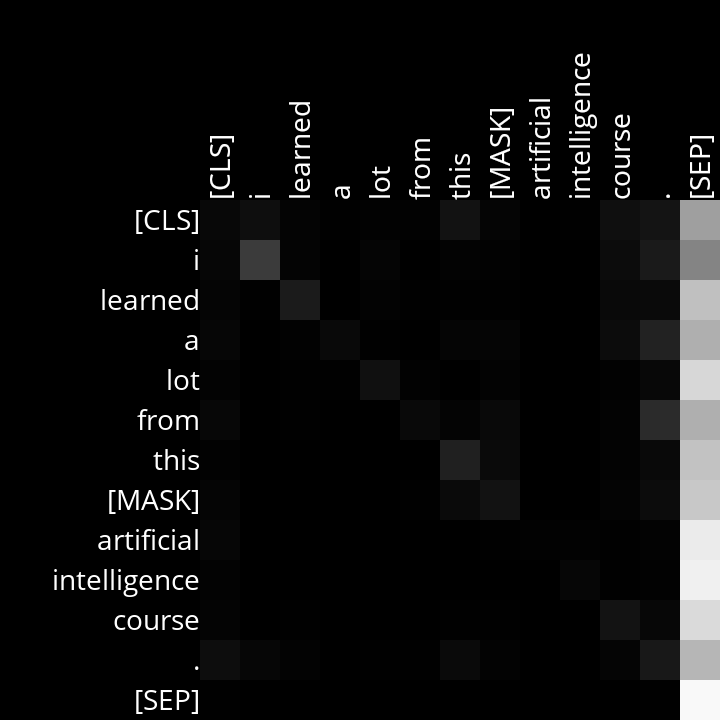 [CLS] i learned a lot from this [MASK] artificial intelligence course . [SEP]
[CLS]
i
learned
a
lot
from
this
[MASK]
artificial
intelligence
course
.
[SEP]